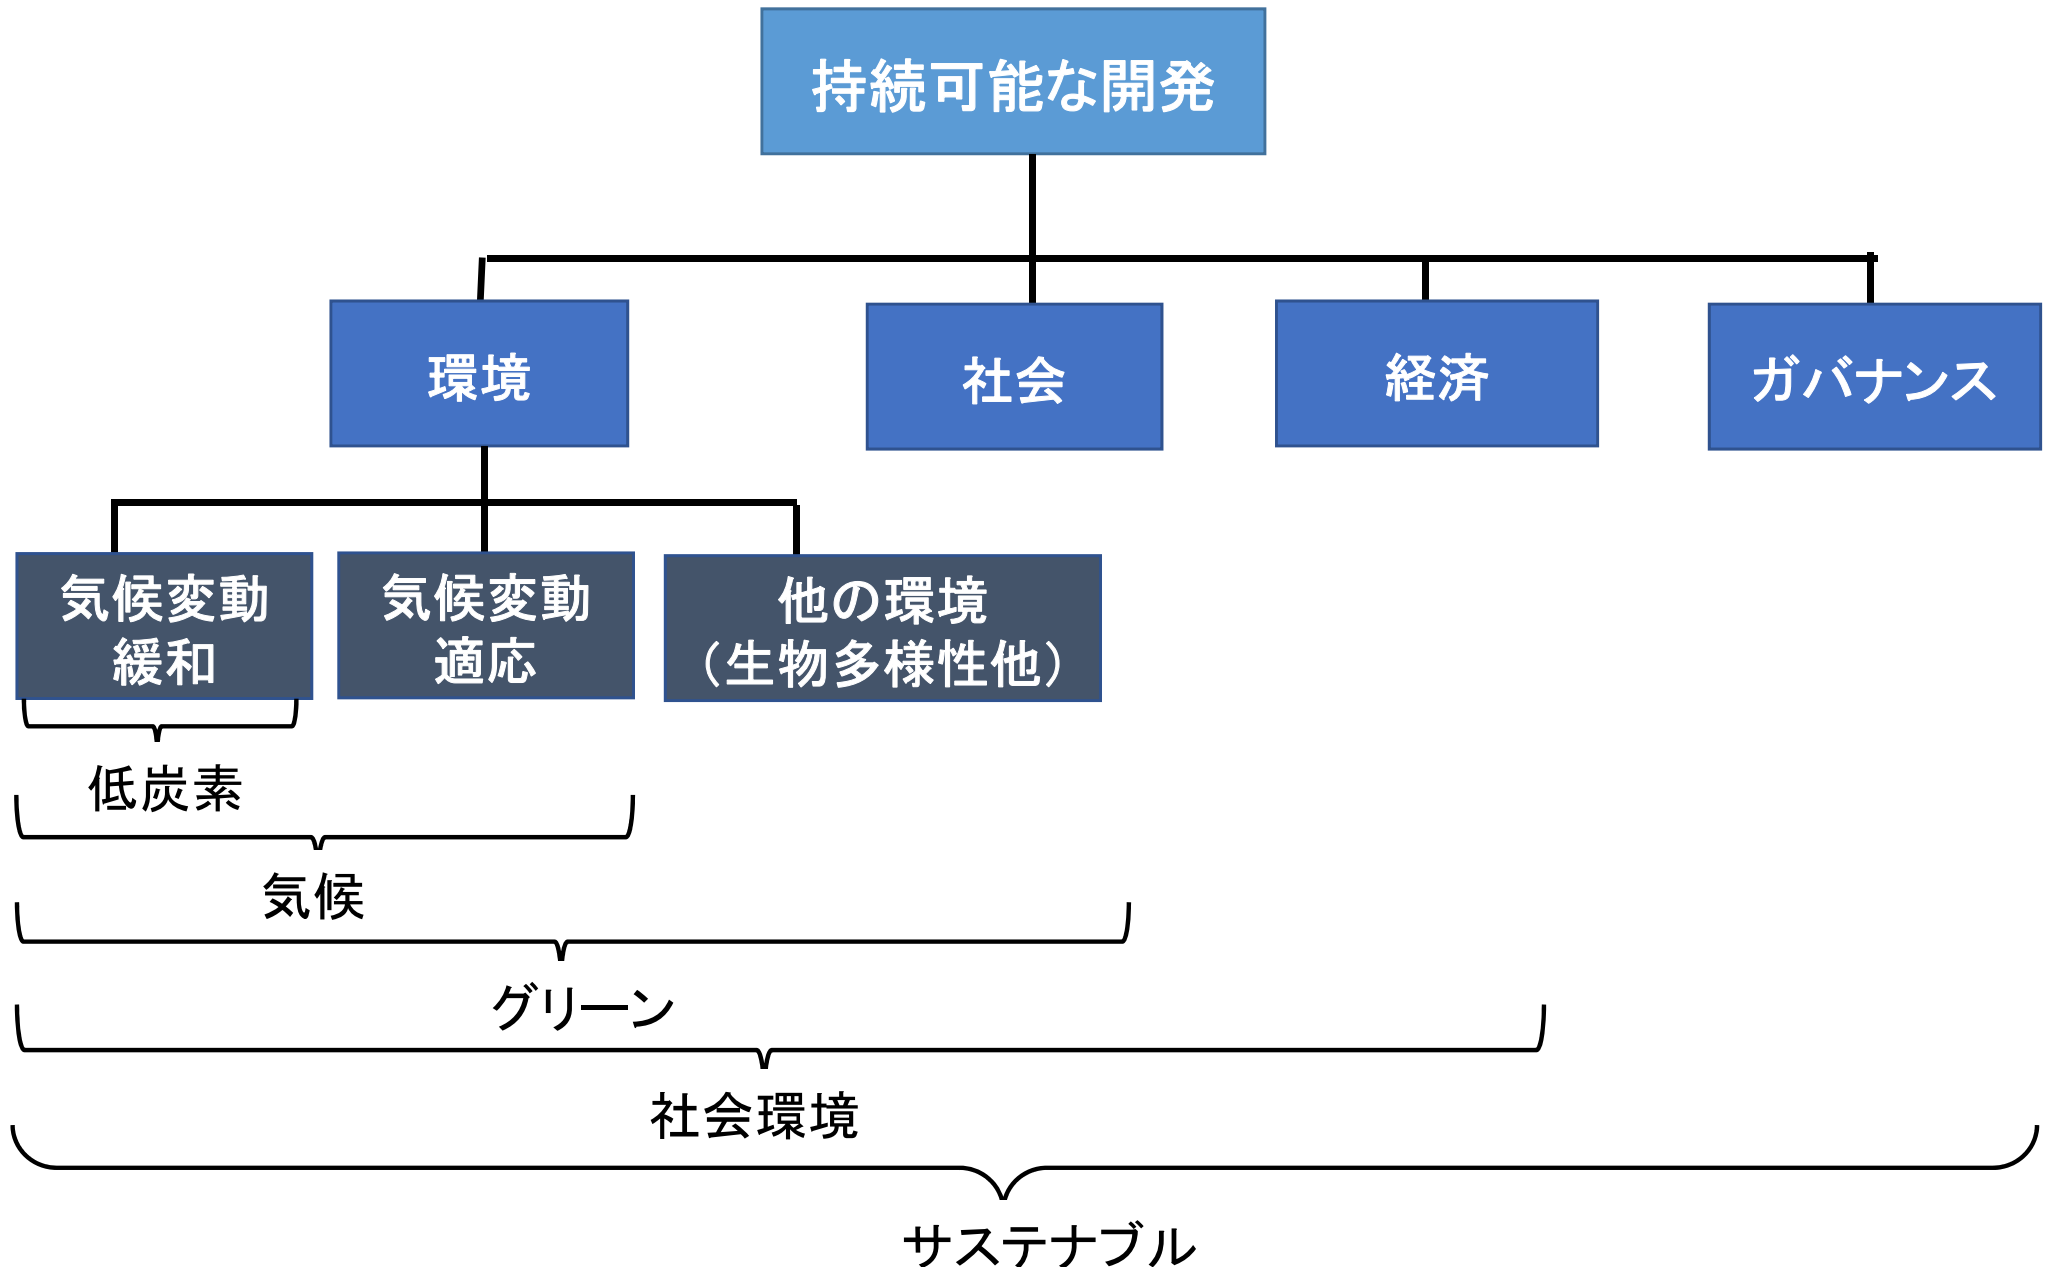 持続可能な開発
環境
社会
経済
ガバナンス
気候変動
緩和
気候変動
適応
他の環境
（生物多様性他）
低炭素
気候
グリーン
社会環境
サステナブル